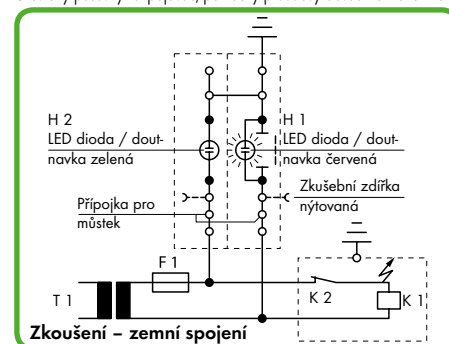 H 2
LED dioda / dout-
navka zelená
H 1
LED dioda / dout-
navka červená
Přípojka pro
můstek
Zkušební zdířka
nýtovaná
F 1
T 1
K 2
K 1
Zkoušení – zemní spojení